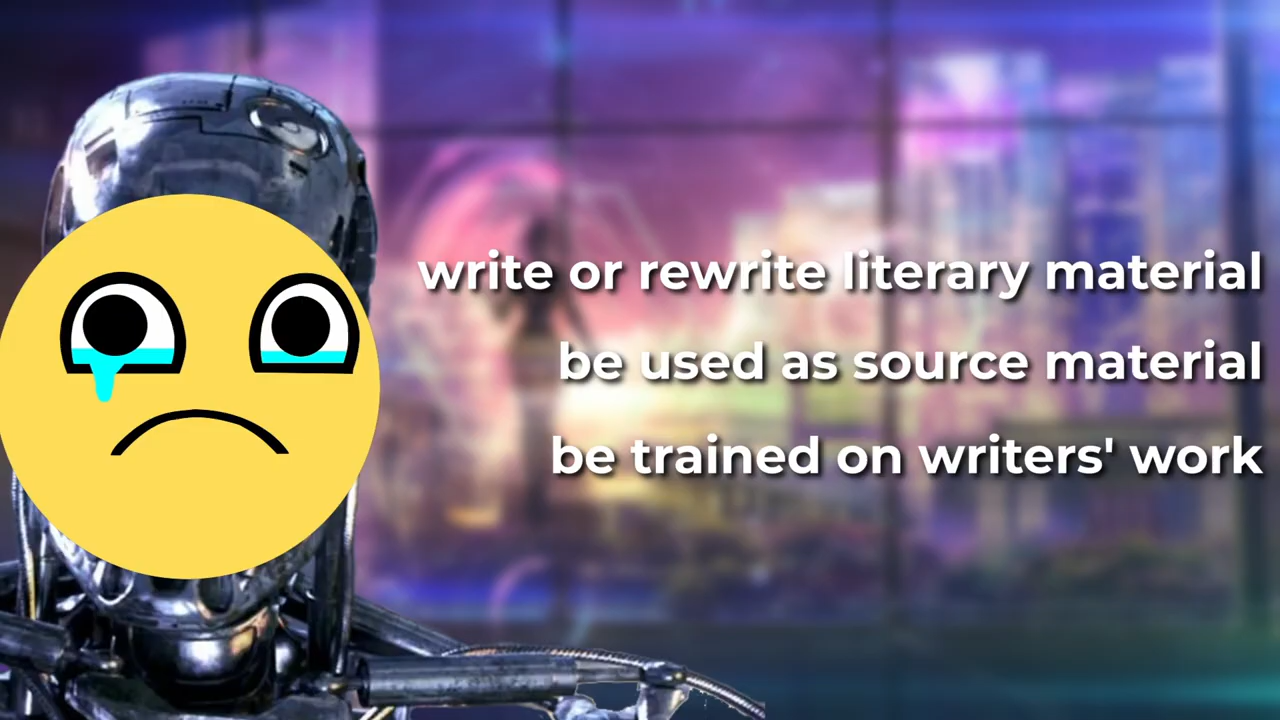 write or rewrite literary material
be used as source material
be trained on writers' work